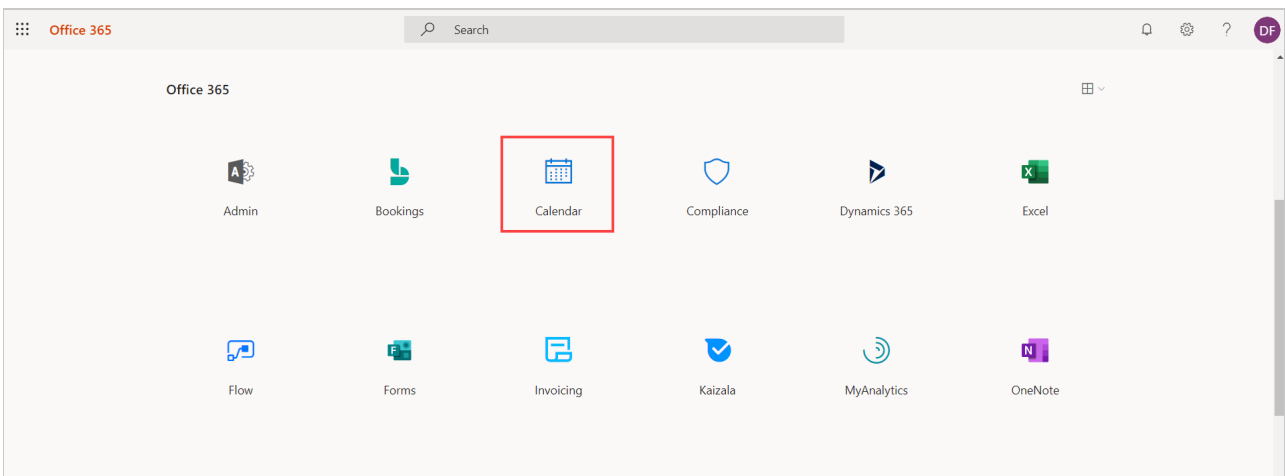 Office 365
Search
DF
Office 365
Admin
Bookings
Calendar
Compliance
Dynamics 365
Excel
Flow
Forms
Invoicing
Kaizala
MyAnalytics
OneNote